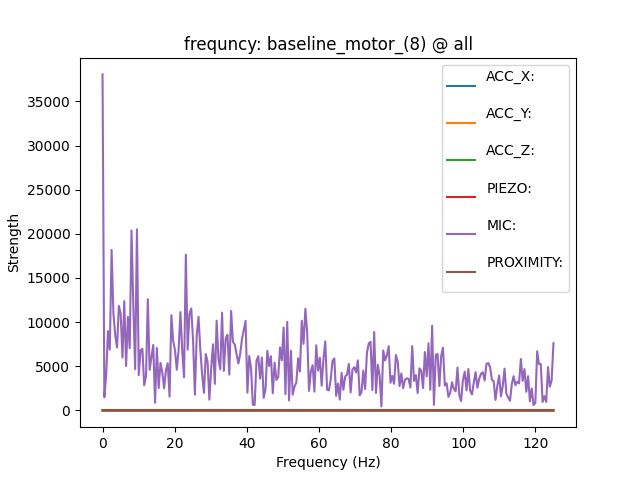 frequncy: baseline_motor_(8) @ all
Strength
35000
30000
25000
20000
15000
10000
5000
0
ACC_X:
ACC_Y:
ACC_Z:
PIEZO:
MIC:
PROXIMITY:
0 20 40 60 80 100 120
Frequency (Hz)